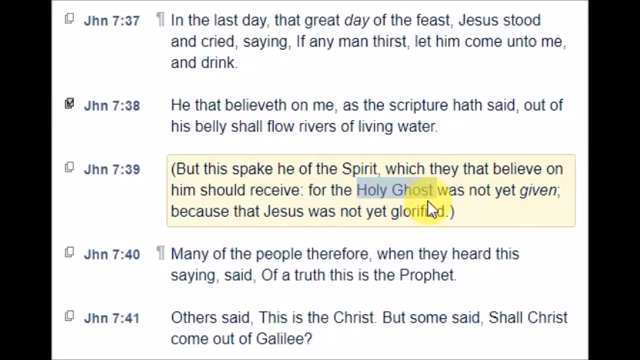 Jhn 7:37 ¶ In the last day, that great day of the feast, Jesus stood
and cried, saying, If any man thirst, let him come unto me,
and drink.
Jhn 7:38 He that believeth on me, as the scripture hath said, out of
his belly shall flow rivers of living water.
Jhn 7:39 (But this spake he of the Spirit, which they that believe on
him should receive: for the Holy Ghost was not yet given;
because that Jesus was not yet glorified.)
Jhn 7:40 ¶ Many of the people therefore, when they heard this
saying, said, Of a truth this is the Prophet.
Jhn 7:41 Others said, This is the Christ. But some said, Shall Christ
come out of Galilee?